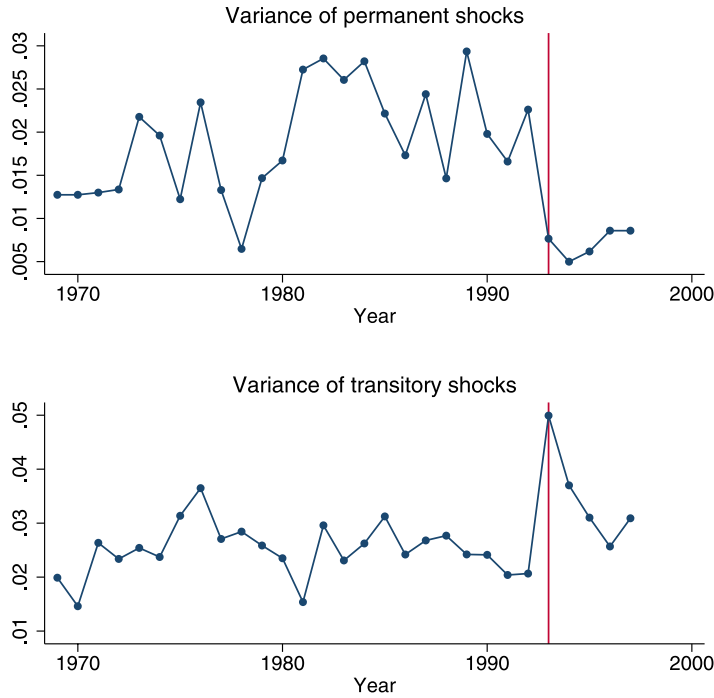 Variance of permanent shocks
.03
.025
.02
.015
.01
.005
1970 1980 1990 2000
Year
Variance of transitory shocks
.05
.04
.03
.02
.01
1970 1980 1990 2000
Year